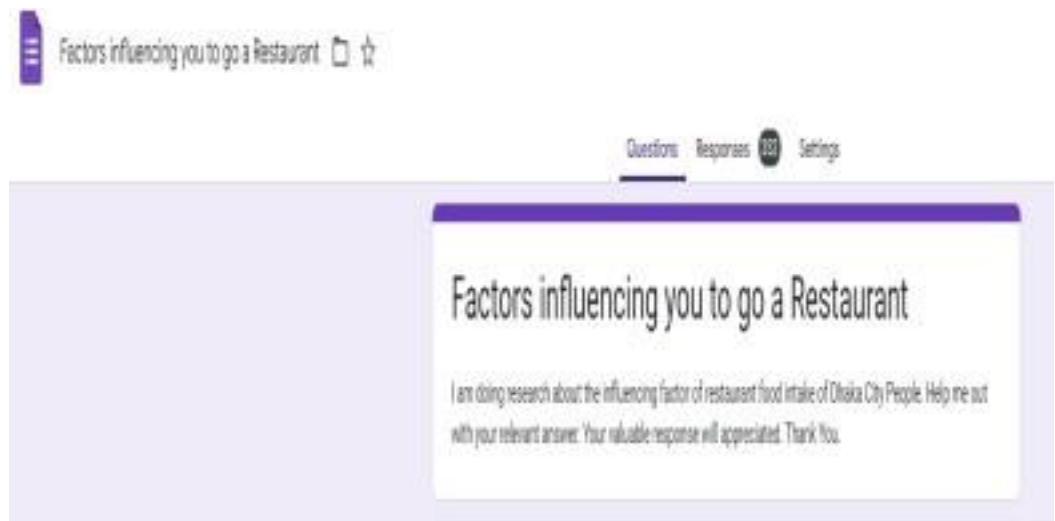 Factors influencing you to go a Restaurant
Questions Responses Settings
Factors influencing you to go a Restaurant
I am doing research about the influencing factor of restaurant food intake of Dhaka City People. Help me out
with your relevant answer. Your valuable response will appreciated. Thank You.